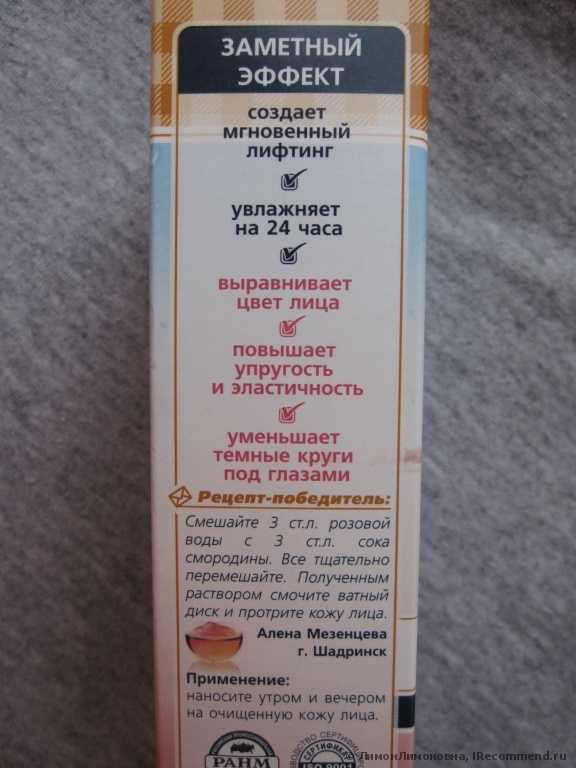 ЗАМЕТНЫЙ
ЭФФЕКТ
создает
мгновенный
лифтинг
увлажняет
на 24 часа
выравнивает
цвет лица
повышает
упругость
и эластичность
уменьшает
темные круги
под глазами
Рецепт-победитель:
Смешайте 3 ст.л. розовой
воды с 3 ст.л. сока
смородины. Все тщательно
перемешайте. Полученным
раствором смочите ватный
диск и протрите кожу лица.
Алена Мезенцева
г. Шадринск
Применение:
наносите утром и вечером
на очищенную кожу лица.
РАНМ
СЕРТИФИКАТ
ISO 9001
ЛимонЛимоновна, IRecommend.ru